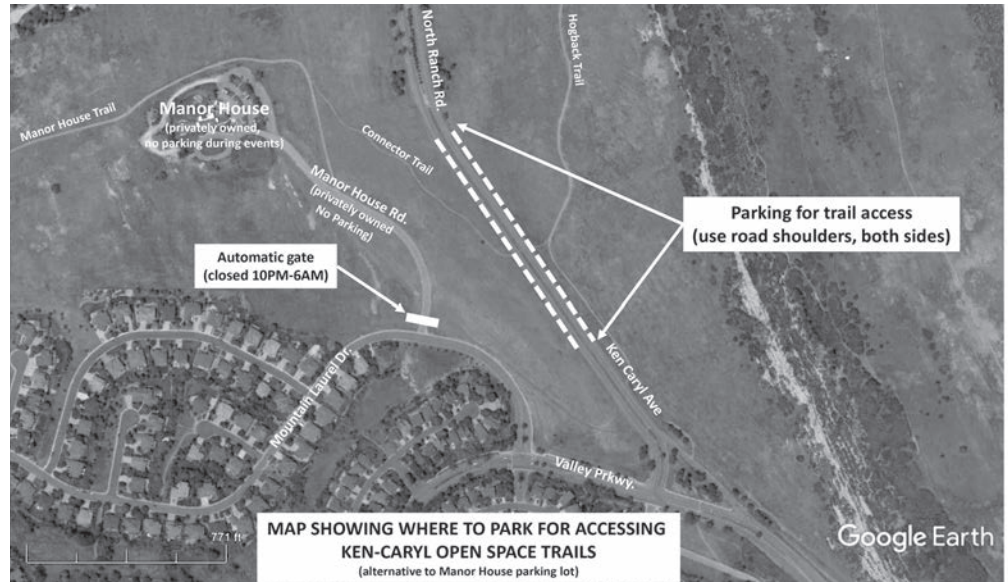 North Ranch Rd.
Hogback Trail
Manor House Trail
Manor House
(privately owned,
no parking during events)
Connector Trail
Manor House Rd.
(privately owned
No Parking)
Parking for trail access
(use road shoulders, both sides)
Automatic gate
(closed 10PM-6AM)
Mountain Laurel Dr.
Ken Caryl Ave
Valley Prkwy.
771 ft
MAP SHOWING WHERE TO PARK FOR ACCESSING
KEN-CARYL OPEN SPACE TRAILS
(alternative to Manor House parking lot)
Google Earth